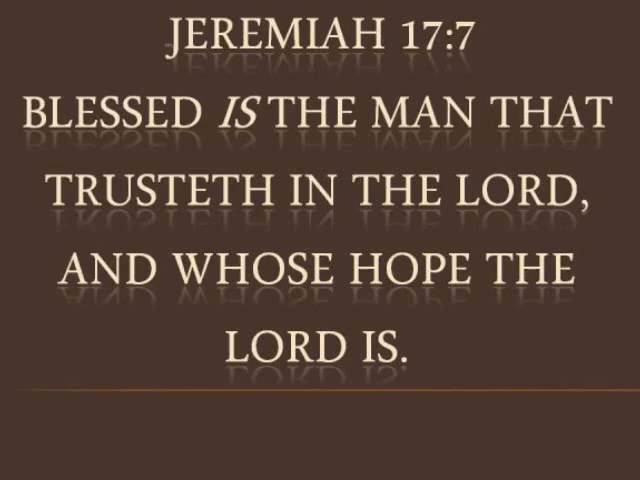 JEREMIAH 17:7
BLESSED IS THE MAN THAT
TRUSTETH IN THE LORD,
AND WHOSE HOPE THE
LORD IS.